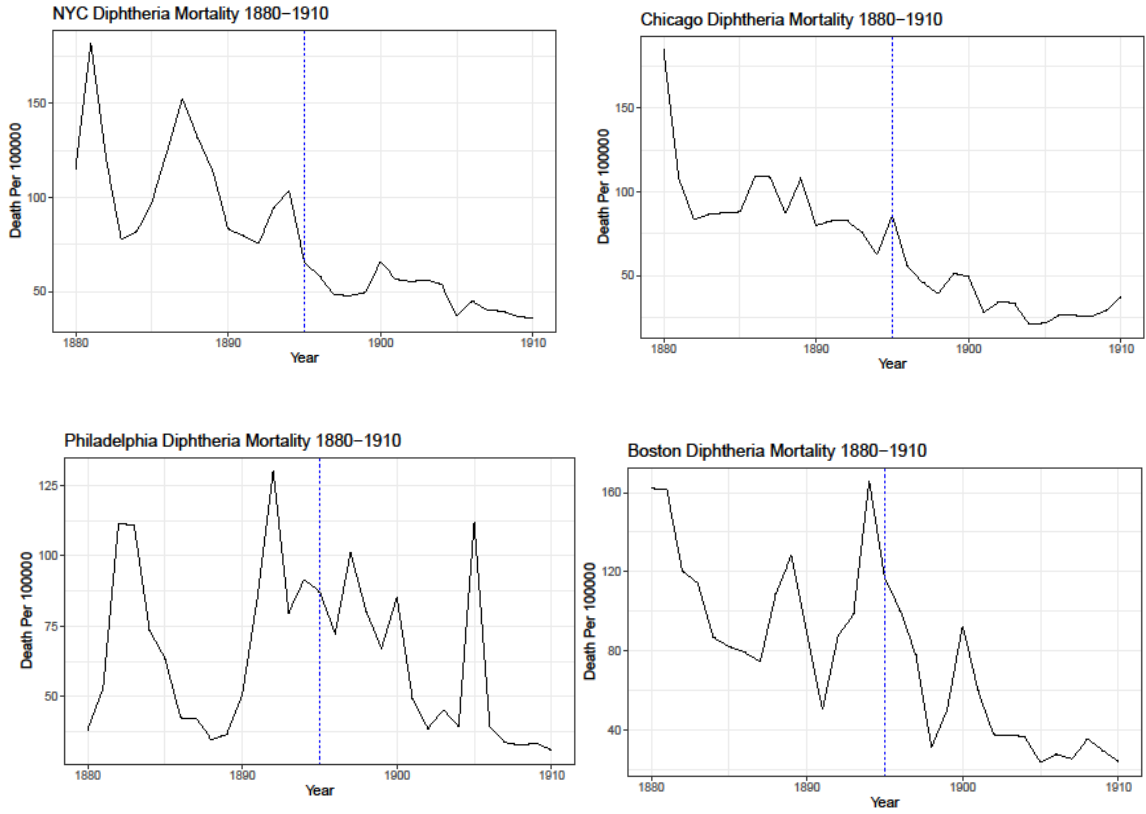 NYC Diphtheria Mortality 1880−1910
Death Per 100000
150
100
50
1880
1890
1900
1910
Year
Chicago Diphtheria Mortality 1880−1910
Death Per 100000
150
100
50
1880
1890
1900
1910
Year
Philadelphia Diphtheria Mortality 1880−1910
Death Per 100000
125
100
75
50
1880
1890
1900
1910
Year
Boston Diphtheria Mortality 1880−1910
Death Per 100000
160
120
80
40
1880
1890
1900
1910
Year